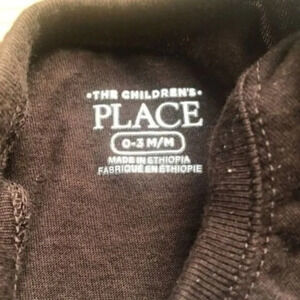 •THE CHILDREN'S•
PLACE
0-3 M/M
MADE IN ETHIOPIA
FABRIQUÉ EN ÉTHIOPIE